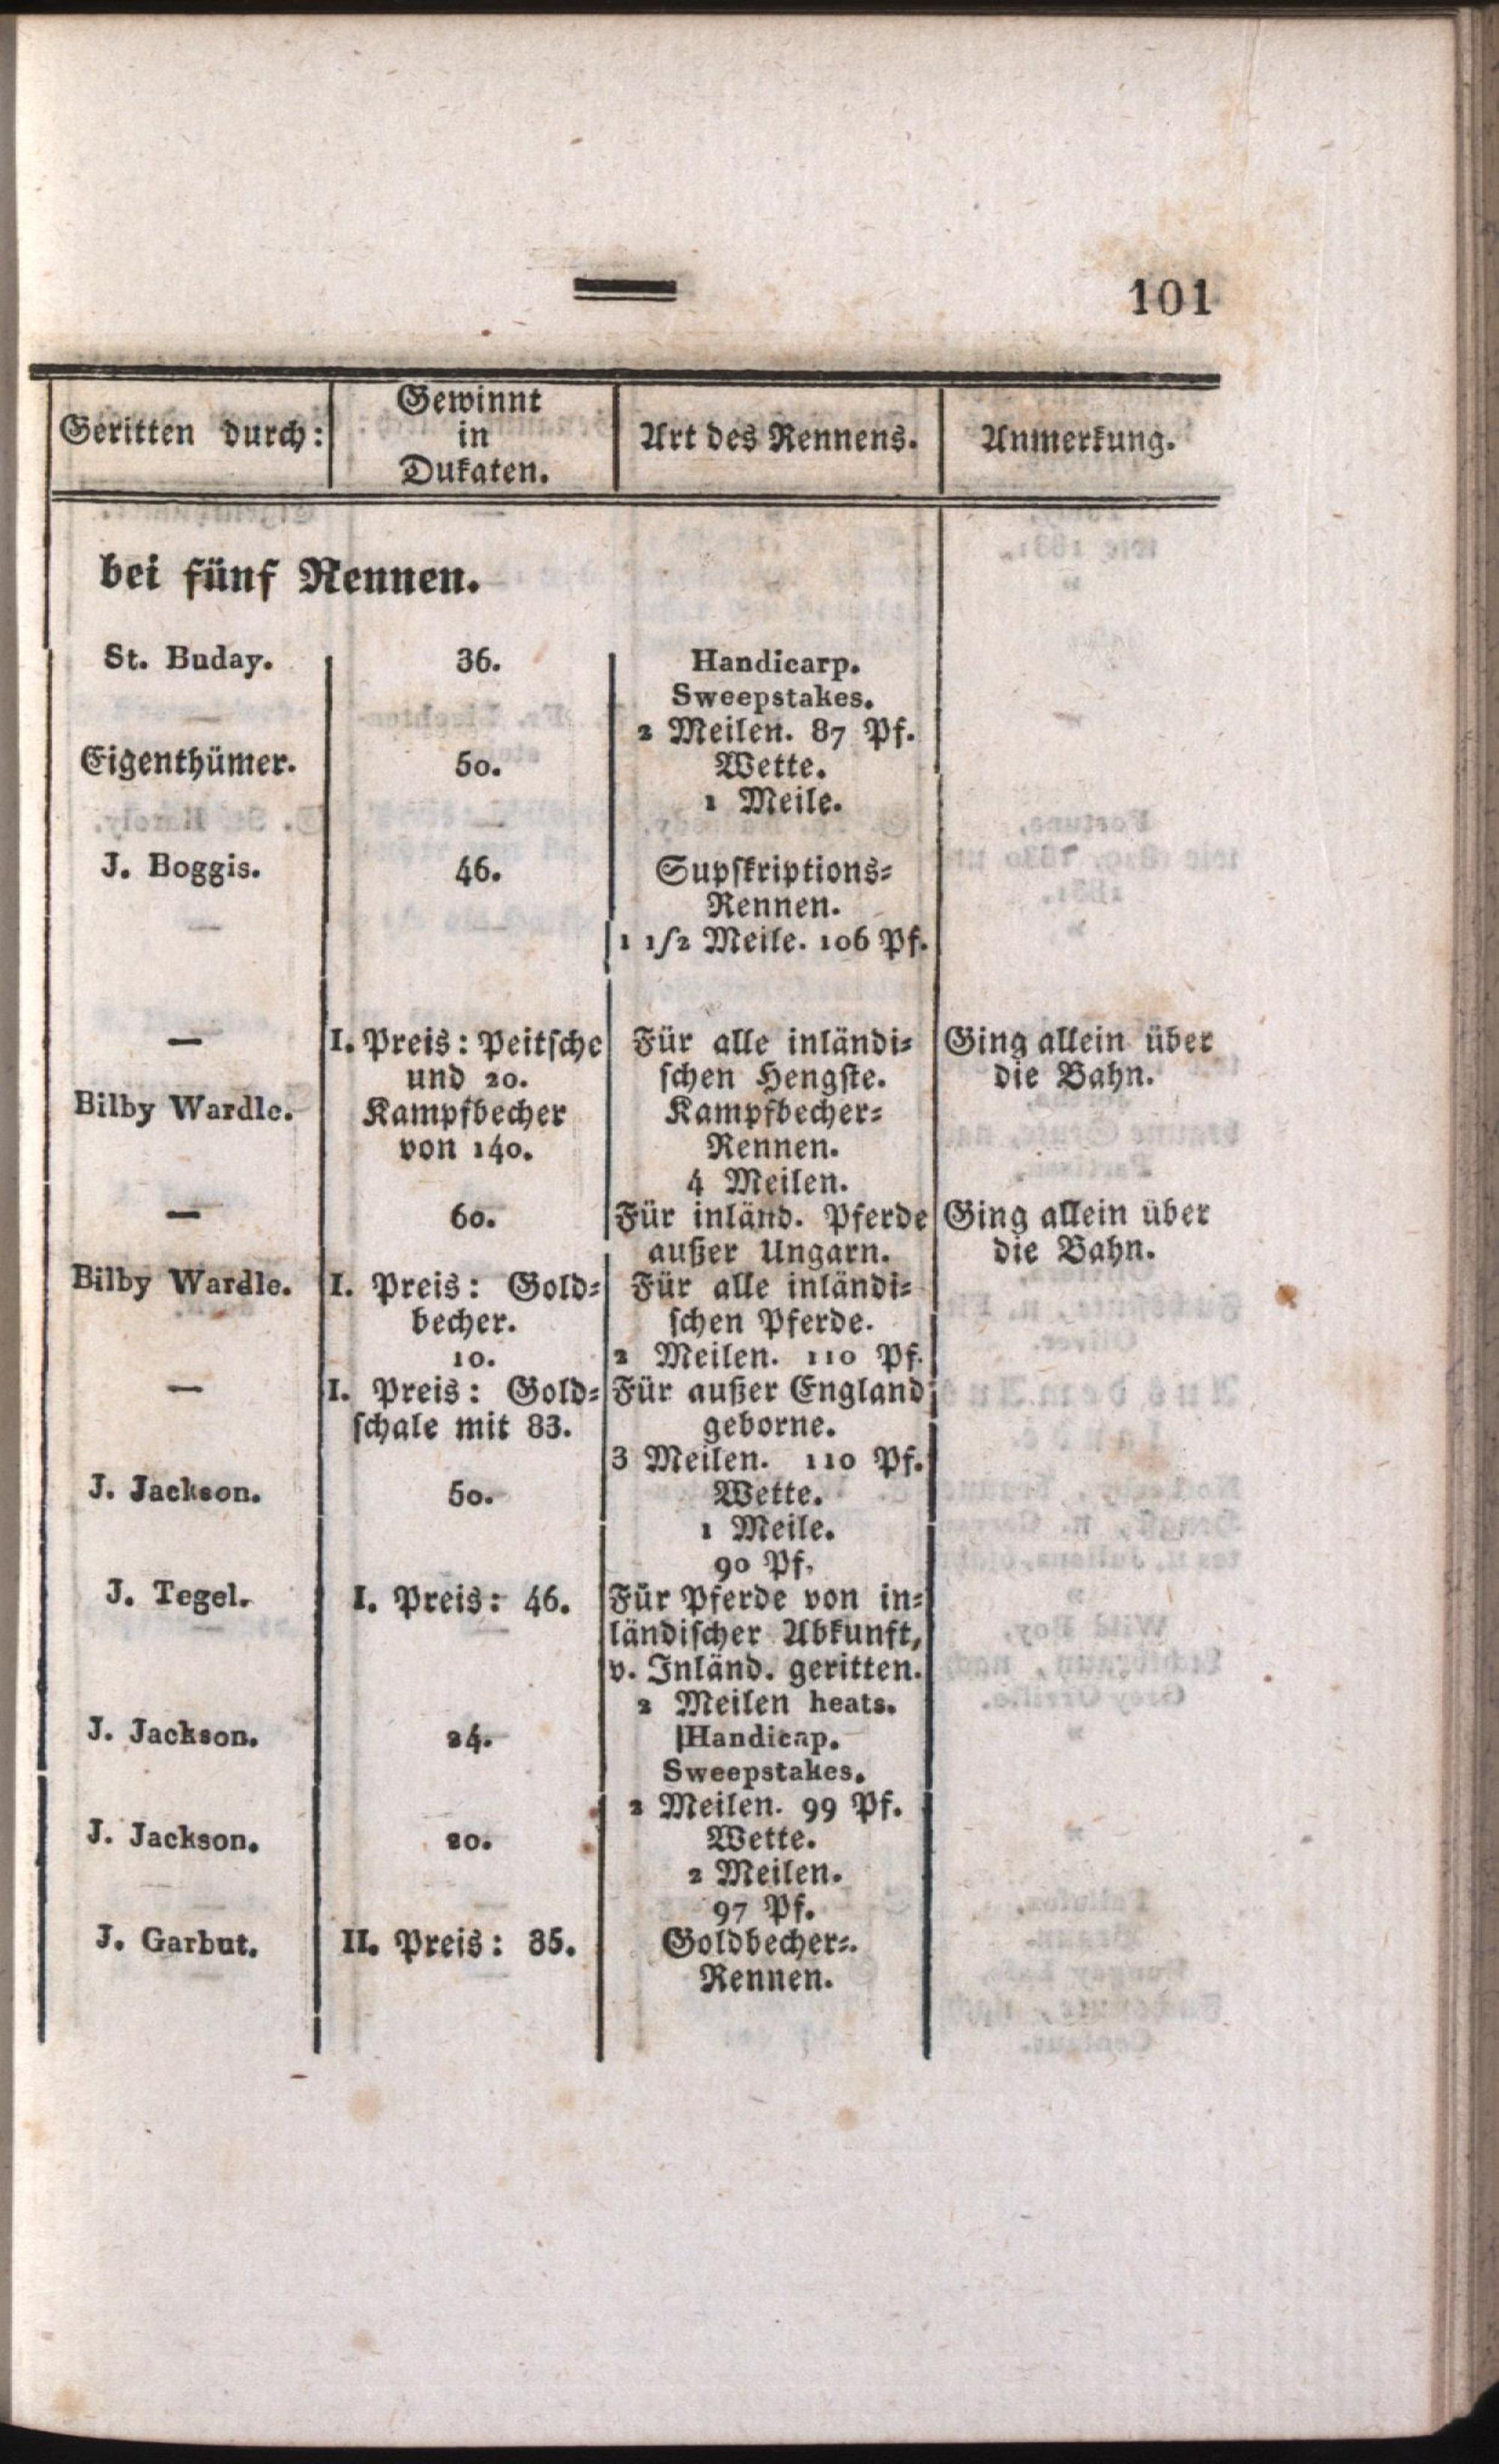 101
Geritten durch:
Gewinnt
in
Dukaten.
Art des Rennens.
Anmerkung.
bei fünf Rennen.
St. Buday.
36.
Handicarp.
Sweepstakes.
2 Meilen. 87 Pf.
Eigenthümer.
50.
Wette.
1 Meile.
J. Boggis.
46.
Supskriptions-
Rennen.
1 1/2 Meile. 106 Pf.
—
I. Preis: Peitsche
und 20.
Für alle inländi-
schen Hengste.
Ging allein über
die Bahn.
Bilby Wardle.
Kampfbecher
von 140.
Kampfbecher-
Rennen.
4 Meilen.
—
60.
Für inländ. Pferde
außer Ungarn.
Ging allein über
die Bahn.
Bilby Wardle.
I. Preis: Gold-
becher.
10.
Für alle inländi-
schen Pferde.
2 Meilen. 110 Pf.
—
I. Preis: Gold-
schale mit 83.
Für außer England
geborne.
3 Meilen. 110 Pf.
J. Jackson.
50.
Wette.
1 Meile.
90 Pf.
J. Tegel.
I. Preis: 46.
Für Pferde von in-
ländischer Abkunft,
v. Inländ. geritten.
2 Meilen heats.
J. Jackson.
24.
Handicap.
Sweepstakes.
2 Meilen. 99 Pf.
J. Jackson.
20.
Wette.
2 Meilen.
97 Pf.
J. Garbut.
II. Preis: 35.
Goldbecher-
Rennen.